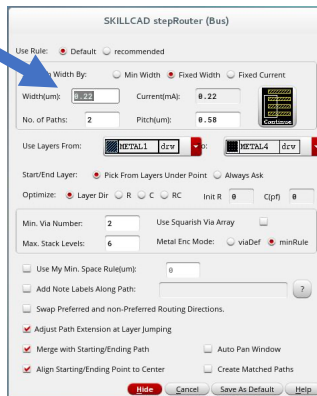 SKILLCAD stepRouter (Bus)
Use Rule: Default recommended
Width By: Min Width Fixed Width Fixed Current
Width(um): 0.22 Current(mA): 0.22
No. of Paths: 2 Pitch(um): 0.58 Continue
Use Layers From: METAL1 drw o: METAL4 drw
Start/End Layer: Pick From Layers Under Point Always Ask
Optimize: Layer Dir R C RC Init R 0 C(pf) 0
Min. Via Number: 2 Use Squarish Via Array
Max. Stack Levels: 6 Metal Enc Mode: viaDef minRule
Use My Min. Space Rule(um): 0
Add Note Labels Along Path: ?
Swap Preferred and non-Preferred Routing Directions.
Adjust Path Extension at Layer Jumping
Merge with Starting/Ending Path Auto Pan Window
Align Starting/Ending Point to Center Create Matched Paths
Hide Cancel Save As Default Help